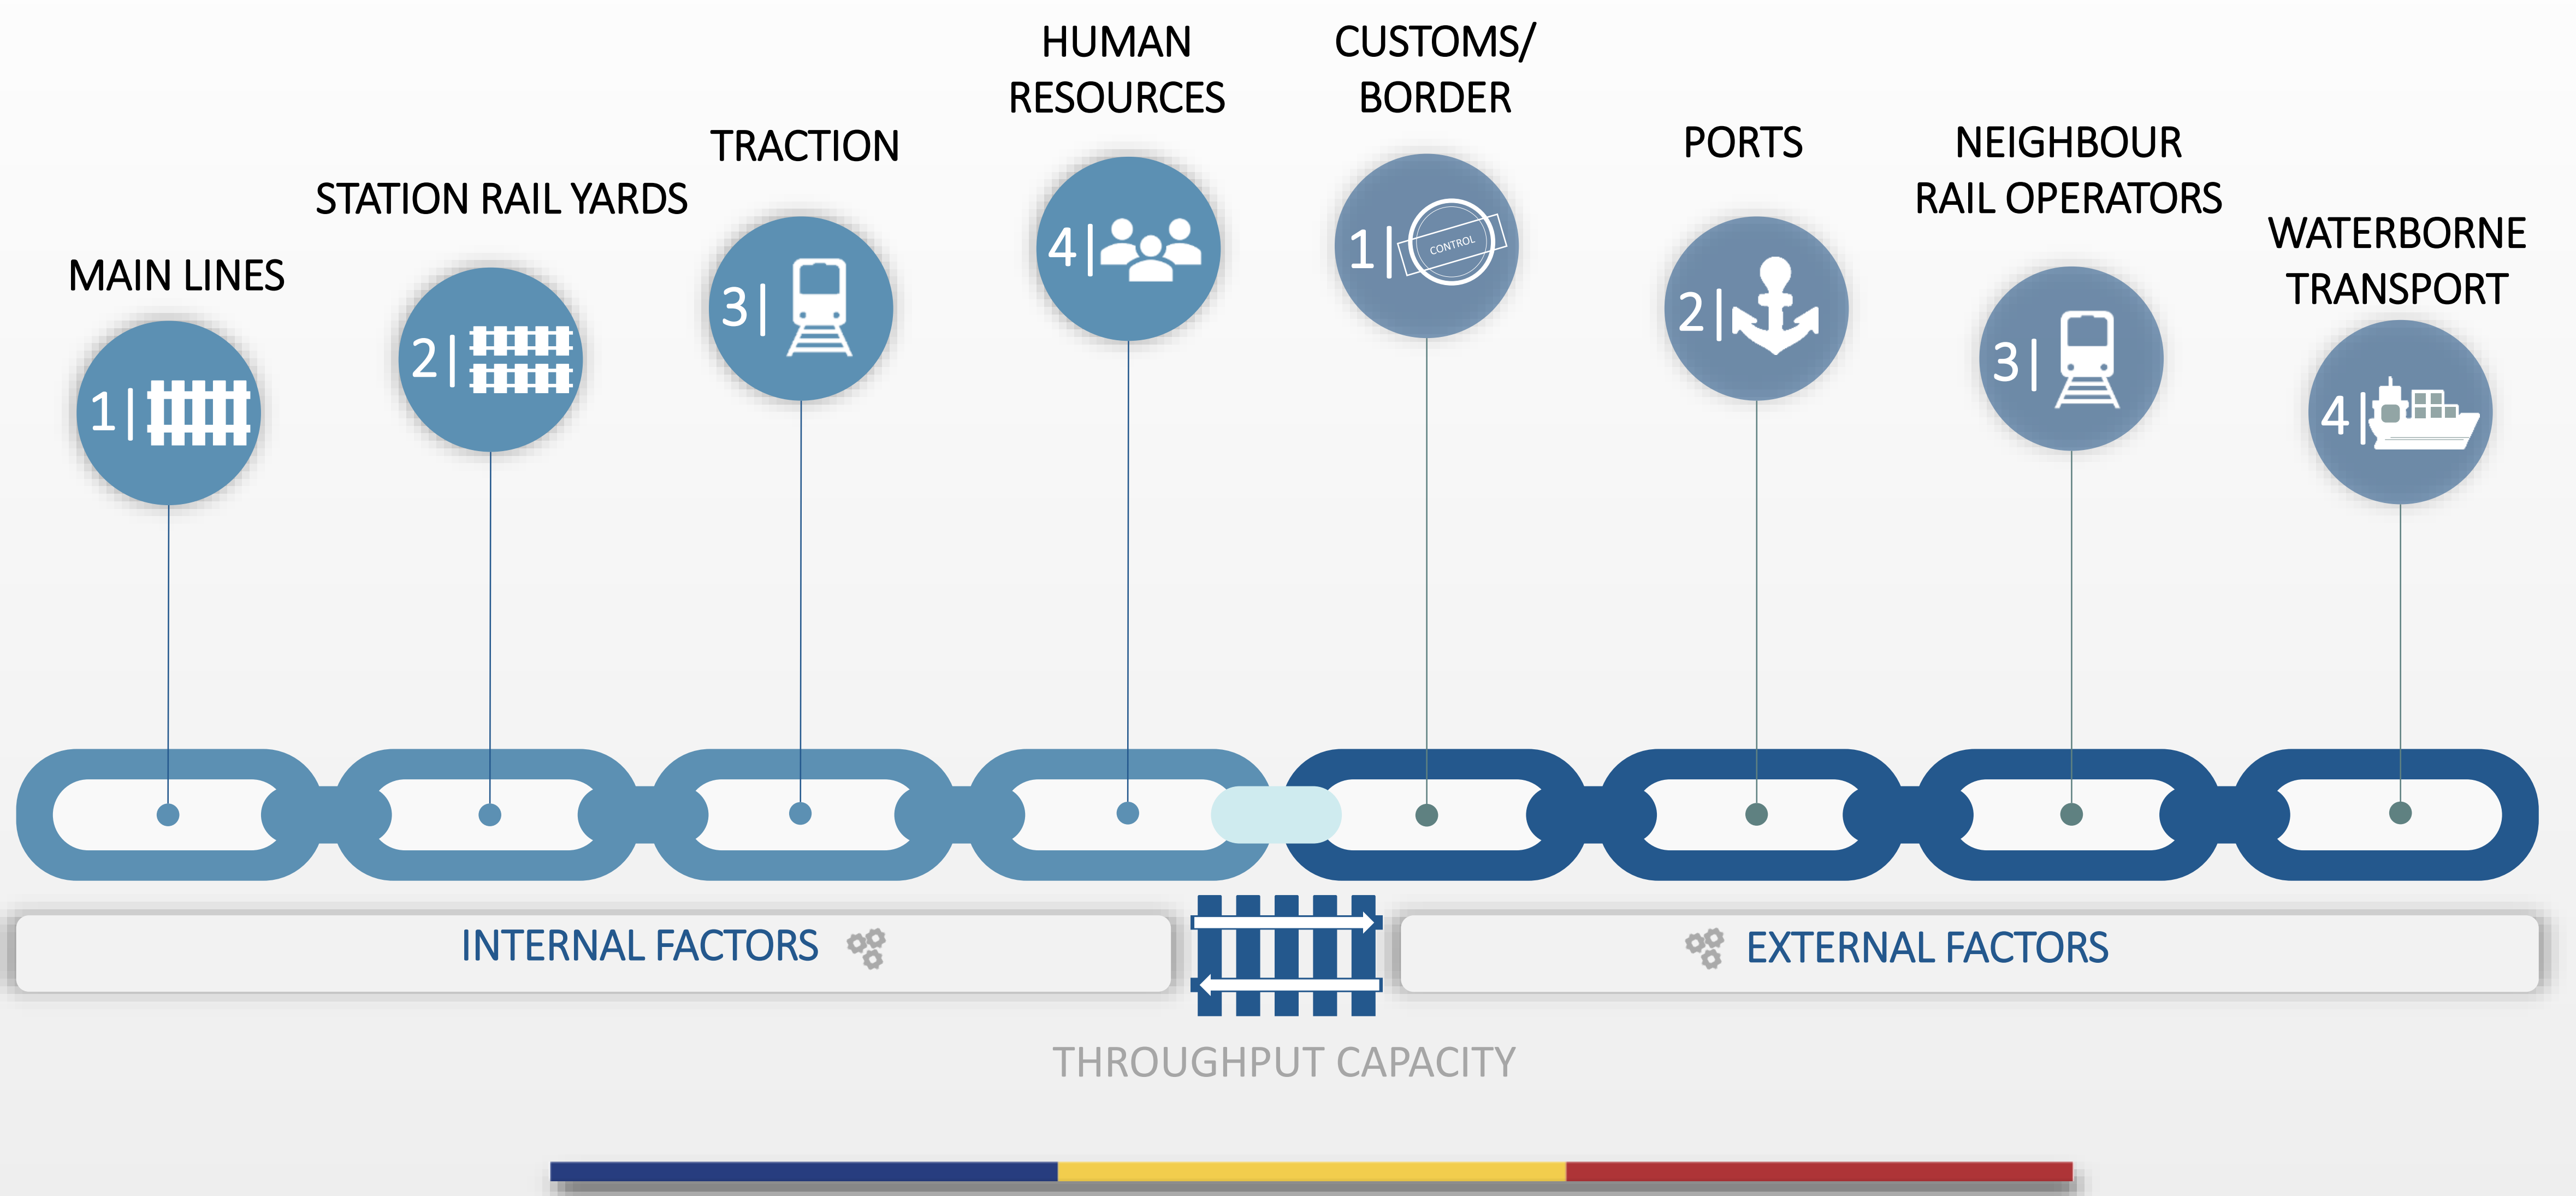 MAIN LINES
1|
STATION RAIL YARDS
2|
TRACTION
3|
HUMAN
RESOURCES
4|
CUSTOMS/
BORDER
1|
CONTROL
PORTS
2|
NEIGHBOUR
RAIL OPERATORS
3|
WATERBORNE
TRANSPORT
4|
INTERNAL FACTORS
EXTERNAL FACTORS
THROUGHPUT CAPACITY